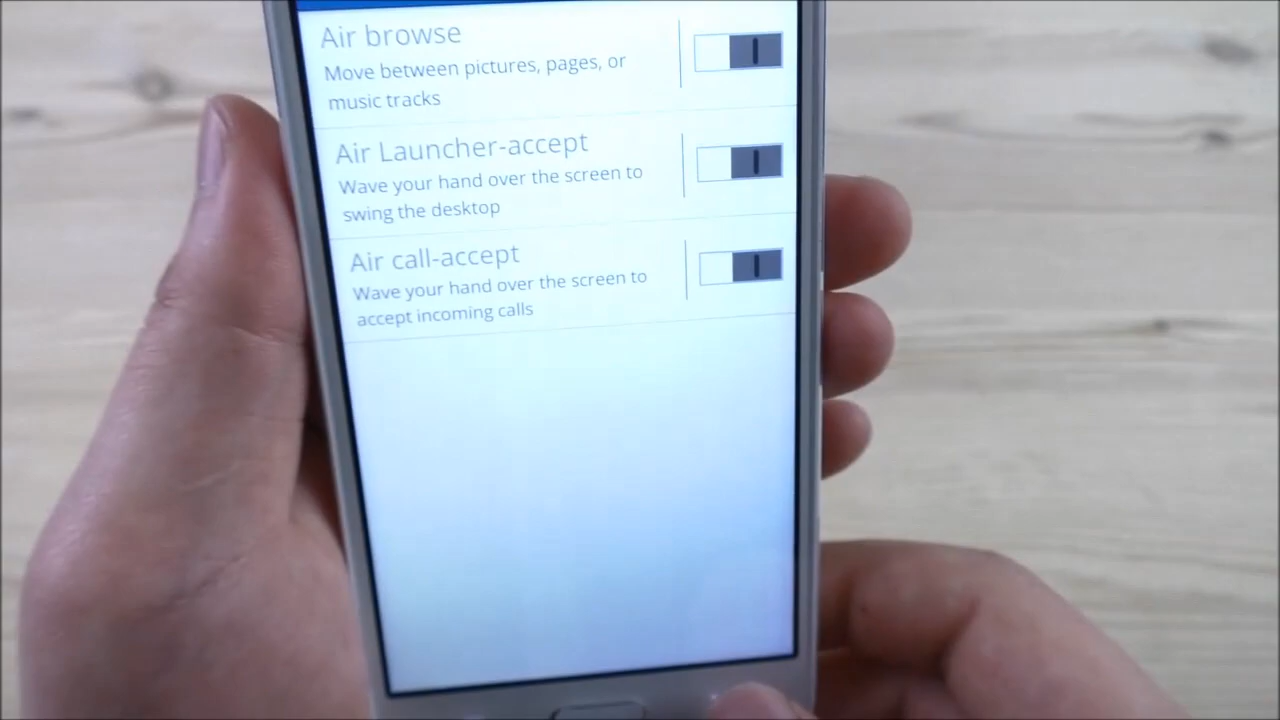 Air browse
Move between pictures, pages, or
music tracks
Air Launcher-accept
Wave your hand over the screen to
swing the desktop
Air call-accept
Wave your hand over the screen to
accept incoming calls